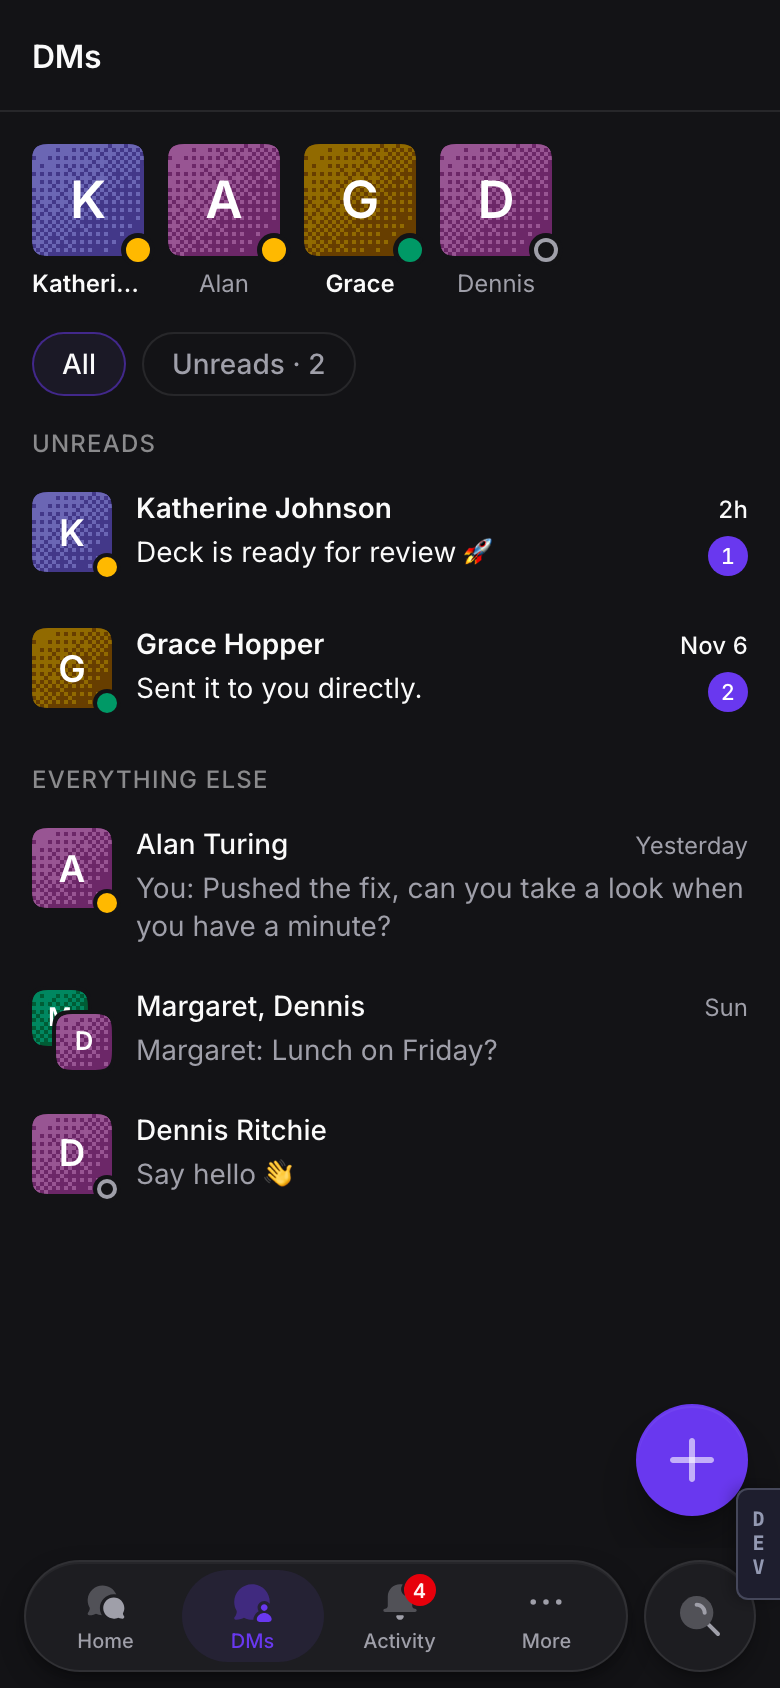 DMs
K
A
G
D
Katheri...
Alan
Grace
Dennis
All
Unreads · 2
UNREADS
K
Katherine Johnson
2h
Deck is ready for review 🚀
1
G
Grace Hopper
Nov 6
Sent it to you directly.
2
EVERYTHING ELSE
A
Alan Turing
Yesterday
You: Pushed the fix, can you take a look when
you have a minute?
M
D
Margaret, Dennis
Sun
Margaret: Lunch on Friday?
D
Dennis Ritchie
Say hello 👋
DEV
4
Home
DMs
Activity
More